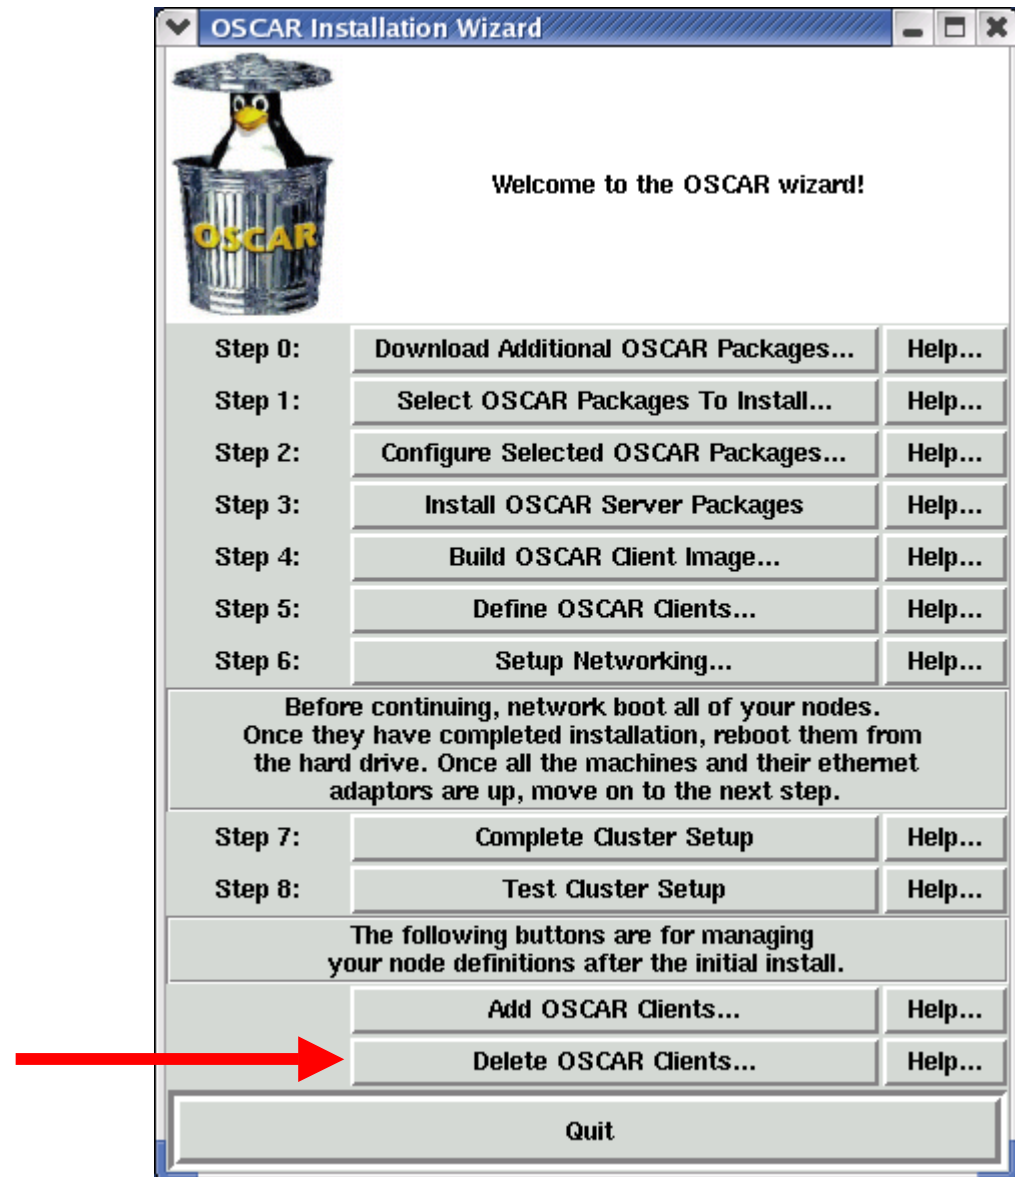 OSCAR Installation Wizard
OSCAR
Welcome to the OSCAR wizard!
Step 0: Download Additional OSCAR Packages... Help...
Step 1: Select OSCAR Packages To Install... Help...
Step 2: Configure Selected OSCAR Packages... Help...
Step 3: Install OSCAR Server Packages Help...
Step 4: Build OSCAR Client Image... Help...
Step 5: Define OSCAR Clients... Help...
Step 6: Setup Networking... Help...
Before continuing, network boot all of your nodes.
Once they have completed installation, reboot them from
the hard drive. Once all the machines and their ethernet
adaptors are up, move on to the next step.
Step 7: Complete Cluster Setup Help...
Step 8: Test Cluster Setup Help...
The following buttons are for managing
your node definitions after the initial install.
Add OSCAR Clients... Help...
Delete OSCAR Clients... Help...
Quit